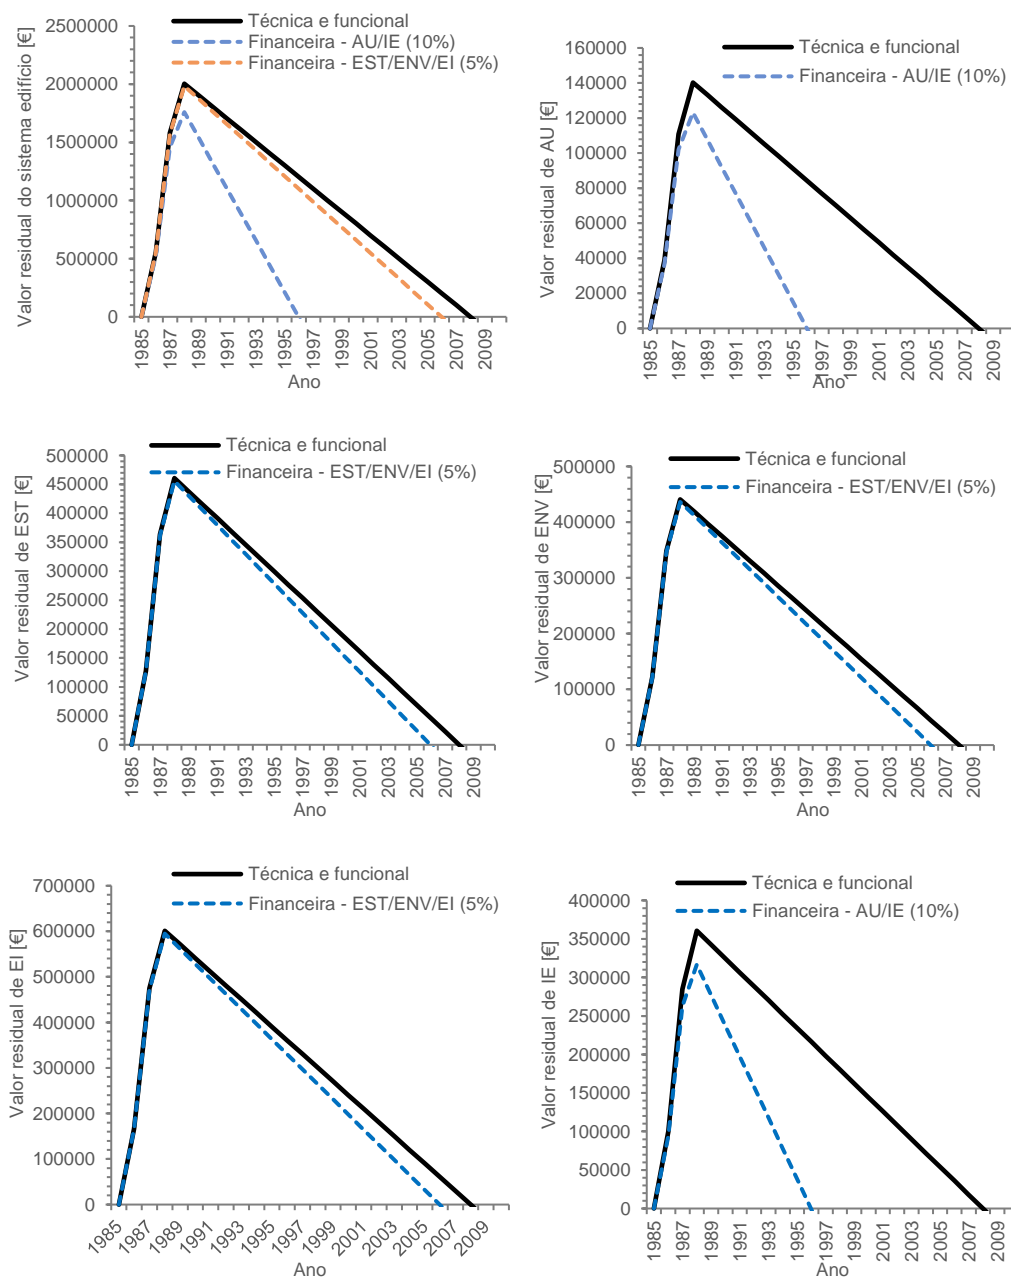 Técnica e funcional
Financeira - AU/IE (10%)
Financeira - EST/ENV/EI (5%)
Valor residual do sistema edifício [€]
2500000
2000000
1500000
1000000
500000
0
1985 1987 1989 1991 1993 1995 1997 1999 2001 2003 2005 2007 2009
Ano
Técnica e funcional
Financeira - AU/IE (10%)
Valor residual de AU [€]
160000
140000
120000
100000
80000
60000
40000
20000
0
1985 1987 1989 1991 1993 1995 1997 1999 2001 2003 2005 2007 2009
Ano
Técnica e funcional
Financeira - EST/ENV/EI (5%)
Valor residual de EST [€]
500000
450000
400000
350000
300000
250000
200000
150000
100000
50000
0
1985 1987 1989 1991 1993 1995 1997 1999 2001 2003 2005 2007 2009
Ano
Técnica e funcional
Financeira - EST/ENV/EI (5%)
Valor residual de ENV [€]
500000
400000
300000
200000
100000
0
1985 1987 1989 1991 1993 1995 1997 1999 2001 2003 2005 2007 2009
Ano
Técnica e funcional
Financeira - EST/ENV/EI (5%)
Valor residual de EI [€]
700000
600000
500000
400000
300000
200000
100000
0
1985 1987 1989 1991 1993 1995 1997 1999 2001 2003 2005 2007 2009
Ano
Técnica e funcional
Financeira - AU/IE (10%)
Valor residual de IE [€]
400000
350000
300000
250000
200000
150000
100000
50000
0
1985 1987 1989 1991 1993 1995 1997 1999 2001 2003 2005 2007 2009
Ano